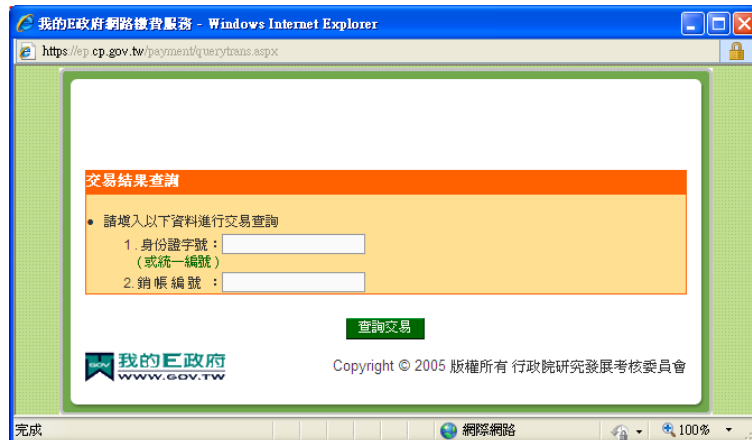 我的E政府網路繳費服務 - Windows Internet Explorer
https://ep.cp.gov.tw/payment/querytrans.aspx
交易結果查詢
• 請填入以下資料進行交易查詢
1. 身份證字號：
(或統一編號)
2. 銷帳編號 ：
查詢交易
GOV 我的E政府
WWW.GOV.TW
Copyright © 2005 版權所有 行政院研究發展考核委員會
完成 網際網路 100%